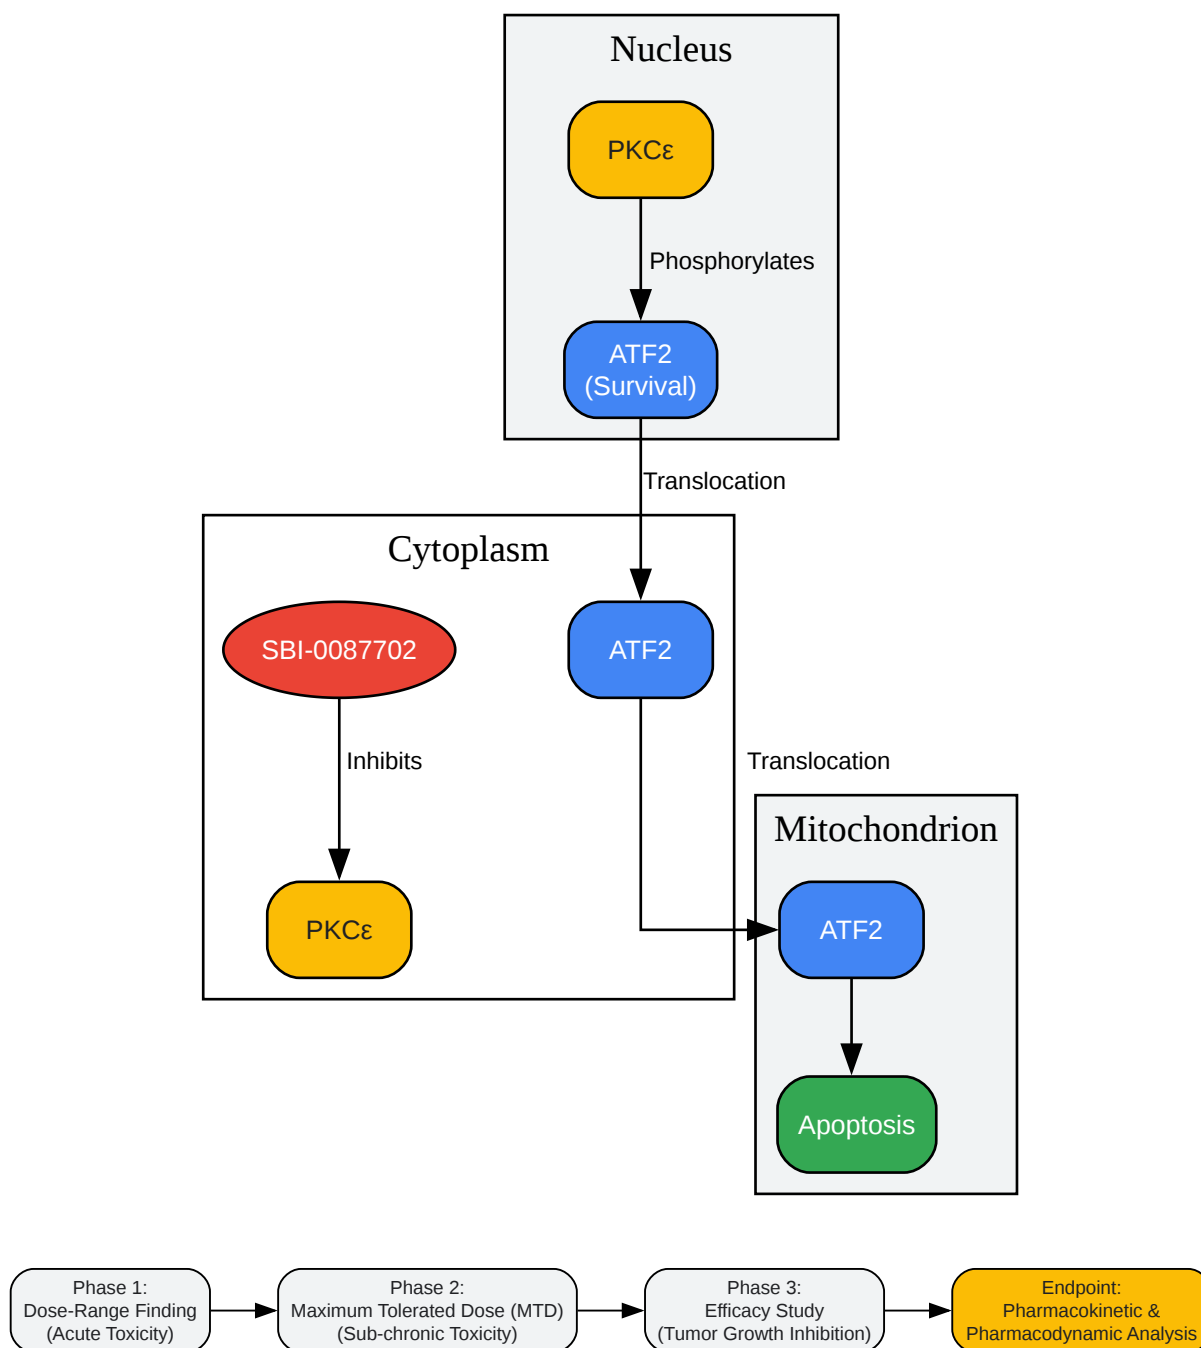 Nucleus
PKCε
Phosphorylates
ATF2
(Survival)
Translocation
Cytoplasm
SBI-0087702
ATF2
Inhibits
Translocation
Mitochondrion
PKCε
ATF2
Apoptosis
Phase 1:
Dose-Range Finding
(Acute Toxicity)
Phase 2:
Maximum Tolerated Dose (MTD)
(Sub-chronic Toxicity)
Phase 3:
Efficacy Study
(Tumor Growth Inhibition)
Endpoint:
Pharmacokinetic &
Pharmacodynamic Analysis